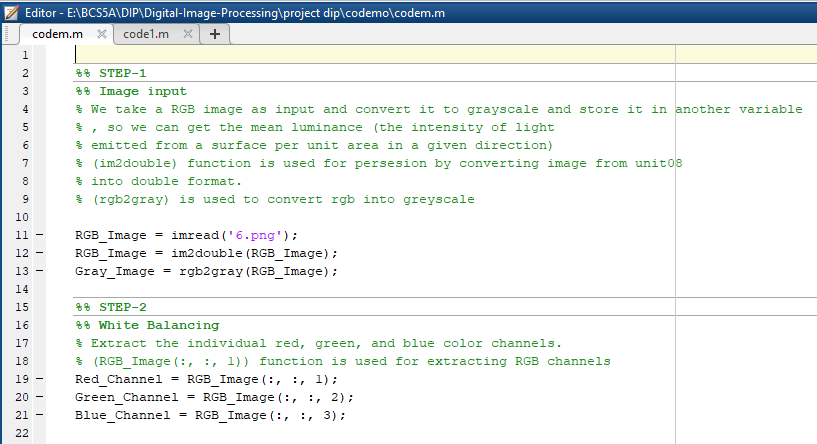 Editor - E:\BCS5A\DIP\Digital-Image-Processing\project dip\codemo\codem.m
codem.m × code1.m × +
1
2 %% STEP-1
3 %% Image input
4 % We take a RGB image as input and convert it to grayscale and store it in another variable
5 % , so we can get the mean luminance (the intensity of light
6 % emitted from a surface per unit area in a given direction)
7 % (im2double) function is used for persesion by converting image from unit08
8 % into double format.
9 % (rgb2gray) is used to convert rgb into greyscale
10
11 — RGB_Image = imread('6.png');
12 — RGB_Image = im2double(RGB_Image);
13 — Gray_Image = rgb2gray(RGB_Image);
14
15 %% STEP-2
16 %% White Balancing
17 % Extract the individual red, green, and blue color channels.
18 % (RGB_Image(:, :, 1)) function is used for extracting RGB channels
19 — Red_Channel = RGB_Image(:, :, 1);
20 — Green_Channel = RGB_Image(:, :, 2);
21 — Blue_Channel = RGB_Image(:, :, 3);
22